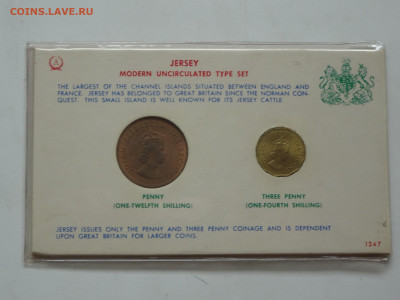 COINS.ЛАVE.RU
JERSEY
MODERN UNCIRCULATED TYPE SET
THE LARGEST OF THE CHANNEL ISLANDS SITUATED BETWEEN ENGLAND AND
FRANCE. JERSEY HAS BELONGED TO GREAT BRITAIN SINCE THE NORMAN CON-
QUEST. THIS SMALL ISLAND IS WELL KNOWN FOR ITS JERSEY CATTLE.
PENNY
(ONE-TWELFTH SHILLING)
THREE PENNY
(ONE-FOURTH SHILLING)
JERSEY ISSUES ONLY THE PENNY AND THREE PENNY COINAGE AND IS DEPENDENT
UPON GREAT BRITAIN FOR LARGER COINS.
1247